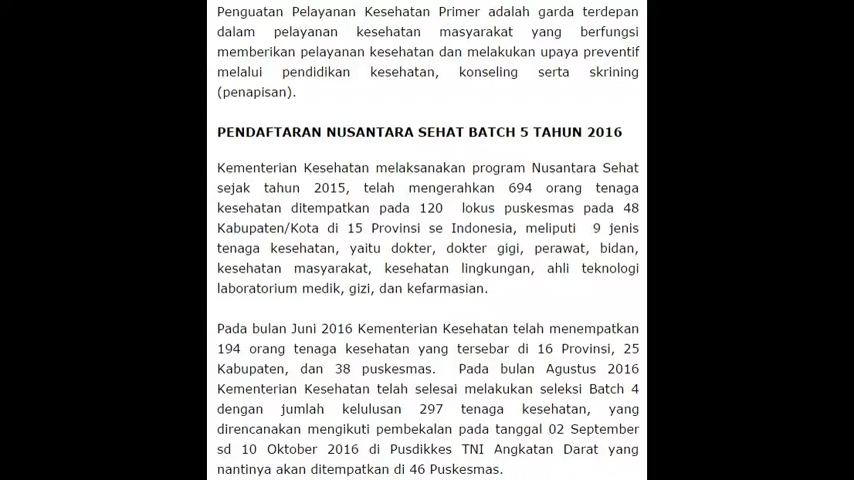 Penguatan Pelayanan Kesehatan Primer adalah garda terdepan
dalam pelayanan kesehatan masyarakat yang berfungsi
memberikan pelayanan kesehatan dan melakukan upaya preventif
melalui pendidikan kesehatan, konseling serta skrining
(penapisan).
PENDAFTARAN NUSANTARA SEHAT BATCH 5 TAHUN 2016
Kementerian Kesehatan melaksanakan program Nusantara Sehat
sejak tahun 2015, telah mengerahkan 694 orang tenaga
kesehatan ditempatkan pada 120 lokus puskesmas pada 48
Kabupaten/Kota di 15 Provinsi se Indonesia, meliputi 9 jenis
tenaga kesehatan, yaitu dokter, dokter gigi, perawat, bidan,
kesehatan masyarakat, kesehatan lingkungan, ahli teknologi
laboratorium medik, gizi, dan kefarmasian.
Pada bulan Juni 2016 Kementerian Kesehatan telah menempatkan
194 orang tenaga kesehatan yang tersebar di 16 Provinsi, 25
Kabupaten, dan 38 puskesmas. Pada bulan Agustus 2016
Kementerian Kesehatan telah selesai melakukan seleksi Batch 4
dengan jumlah kelulusan 297 tenaga kesehatan, yang
direncanakan mengikuti pembekalan pada tanggal 02 September
sd 10 Oktober 2016 di Pusdikkes TNI Angkatan Darat yang
nantinya akan ditempatkan di 46 Puskesmas.